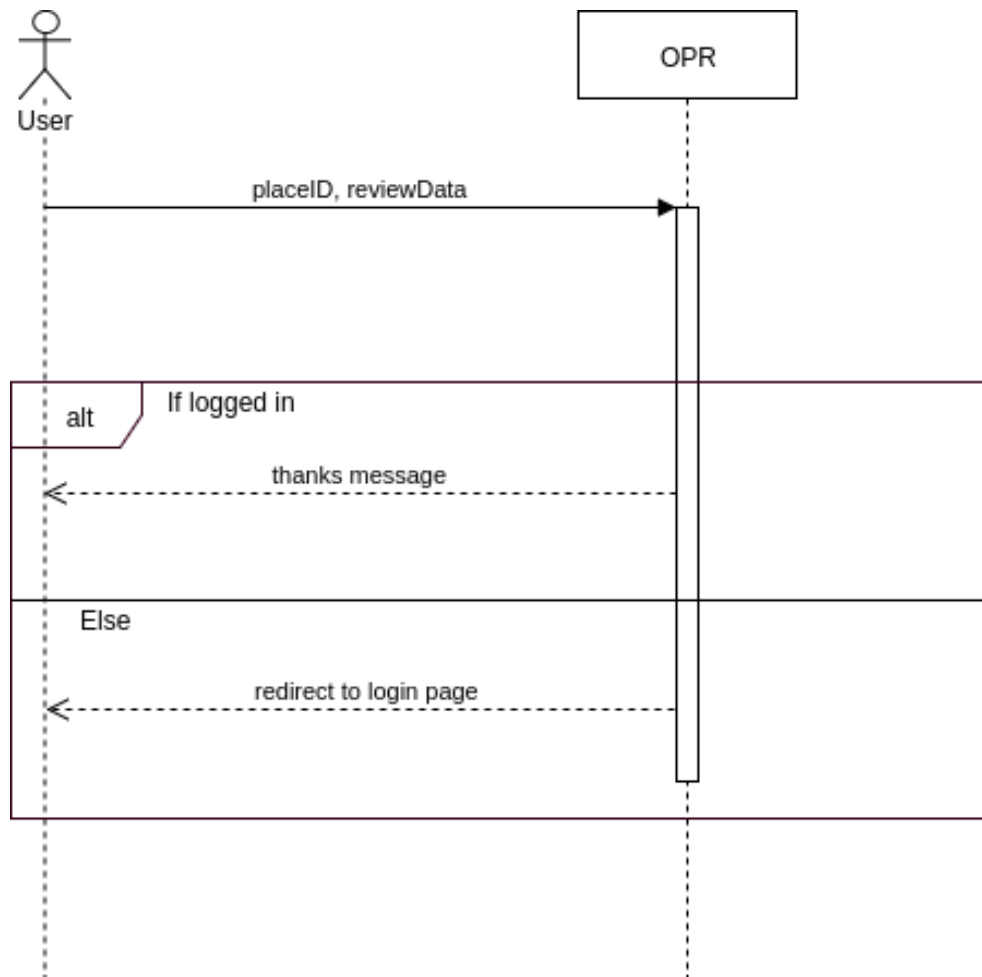 OPR
User
placeID, reviewData
alt
If logged in
thanks message
Else
redirect to login page